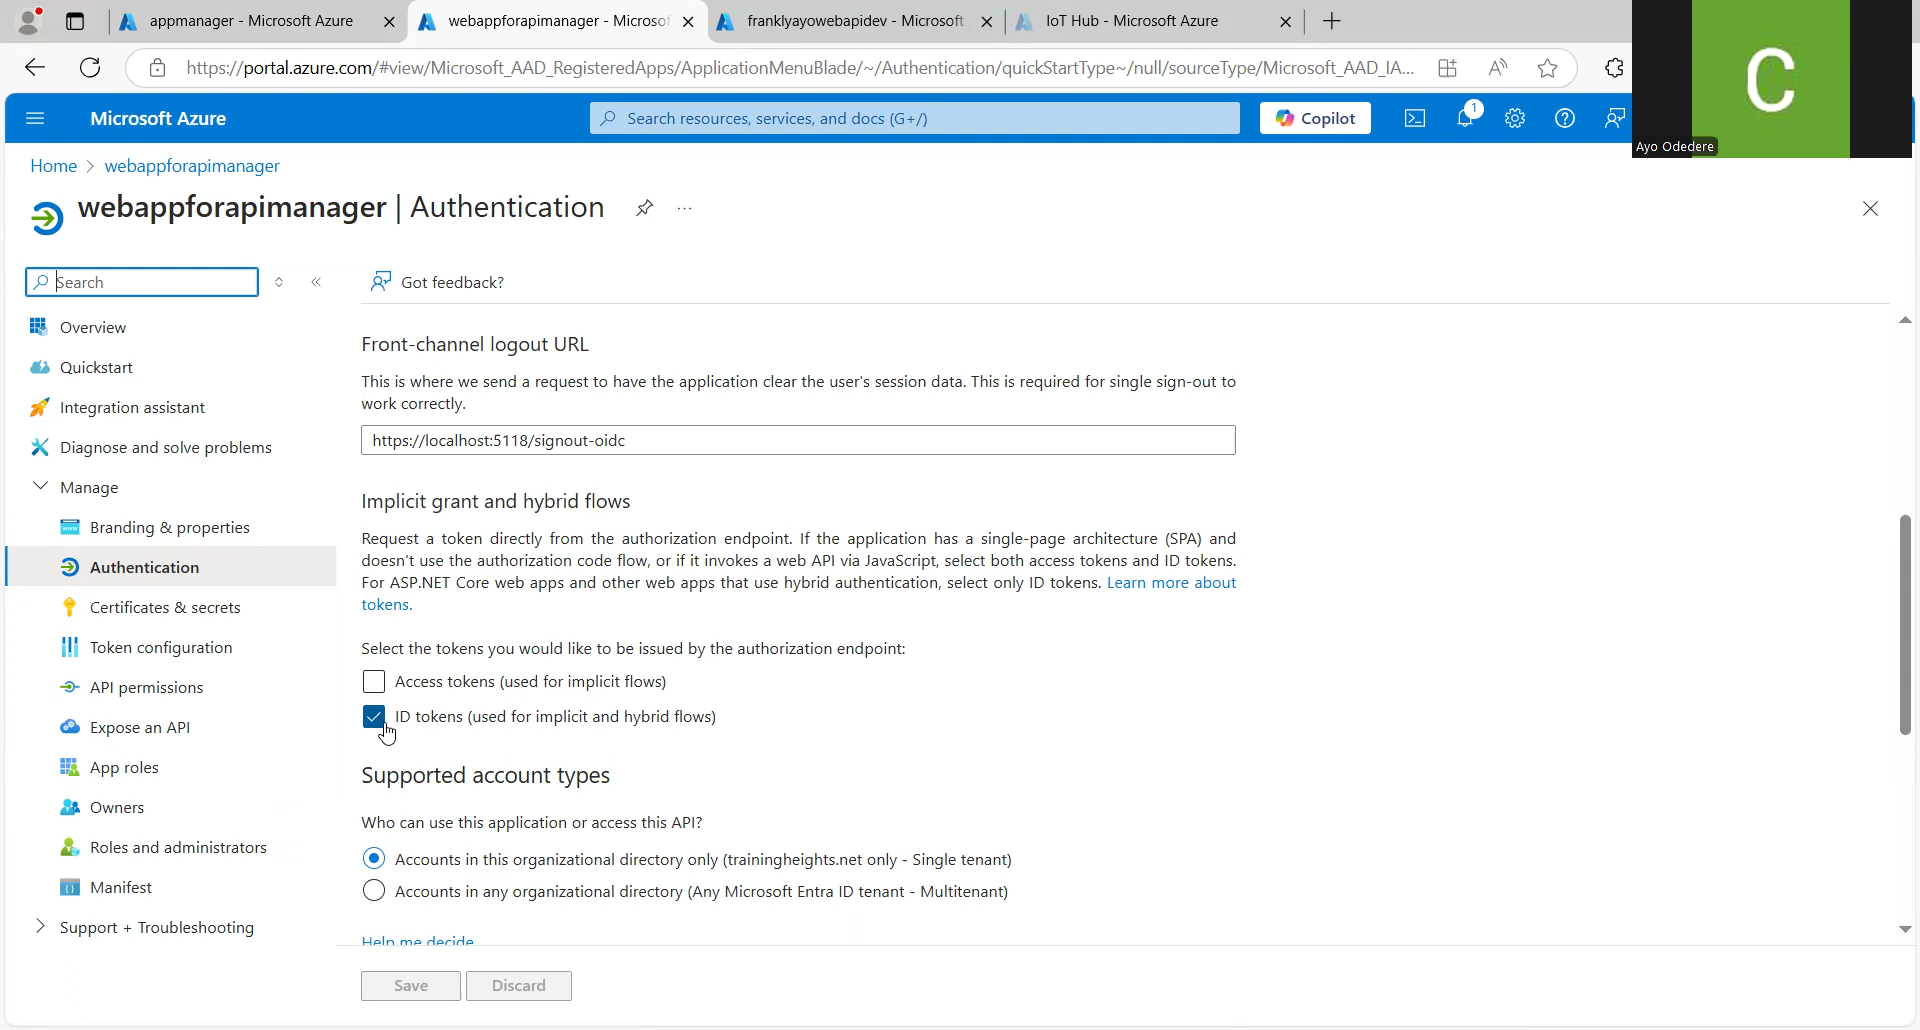 appmanager - Microsoft Azure
webappforapimanager - Microsof
franklyayowebapidev - Microsoft
IoT Hub - Microsoft Azure
https://portal.azure.com/#view/Microsoft_AAD_RegisteredApps/ApplicationMenuBlade/~/Authentication/quickStartType~/null/sourceType/Microsoft_AAD_IA...
C
Ayo Odedere
Microsoft Azure
Search resources, services, and docs (G+/)
Copilot
1
Home > webappforapimanager
webappforapimanager | Authentication
Search
Got feedback?
Overview
Quickstart
Integration assistant
Diagnose and solve problems
Manage
Branding & properties
Authentication
Certificates & secrets
Token configuration
API permissions
Expose an API
App roles
Owners
Roles and administrators
Manifest
Support + Troubleshooting
Front-channel logout URL
This is where we send a request to have the application clear the user's session data. This is required for single sign-out to
work correctly.
https://localhost:5118/signout-oidc
Implicit grant and hybrid flows
Request a token directly from the authorization endpoint. If the application has a single-page architecture (SPA) and
doesn't use the authorization code flow, or if it invokes a web API via JavaScript, select both access tokens and ID tokens.
For ASP.NET Core web apps and other web apps that use hybrid authentication, select only ID tokens. Learn more about
tokens.
Select the tokens you would like to be issued by the authorization endpoint:
Access tokens (used for implicit flows)
ID tokens (used for implicit and hybrid flows)
Supported account types
Who can use this application or access this API?
Accounts in this organizational directory only (trainingheights.net only - Single tenant)
Accounts in any organizational directory (Any Microsoft Entra ID tenant - Multitenant)
Help me decide
Save
Discard